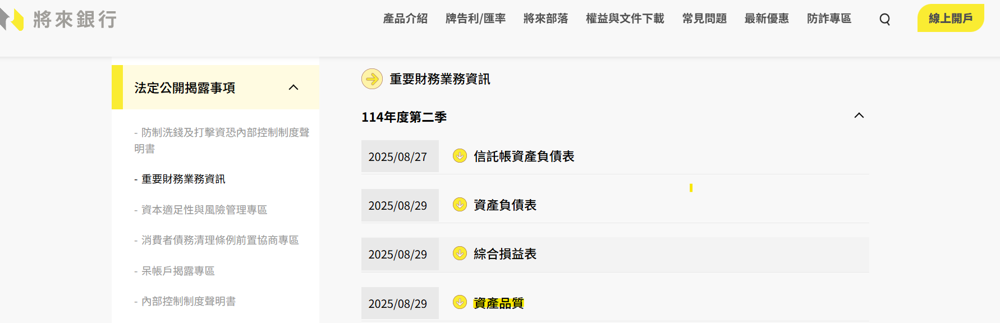 將來銀行
產品介紹 牌告利/匯率 將來部落 權益與文件下載 常見問題 最新優惠 防詐專區 線上開戶
法定公開揭露事項
- 防制洗錢及打擊資恐內部控制制度聲
明書
- 重要財務業務資訊
- 資本適足性與風險管理專區
- 消費者債務清理條例前置協商專區
- 呆帳戶揭露專區
- 內部控制制度聲明書
重要財務業務資訊
114年度第二季
2025/08/27 信託帳資產負債表
2025/08/29 資產負債表
2025/08/29 綜合損益表
2025/08/29 資產品質